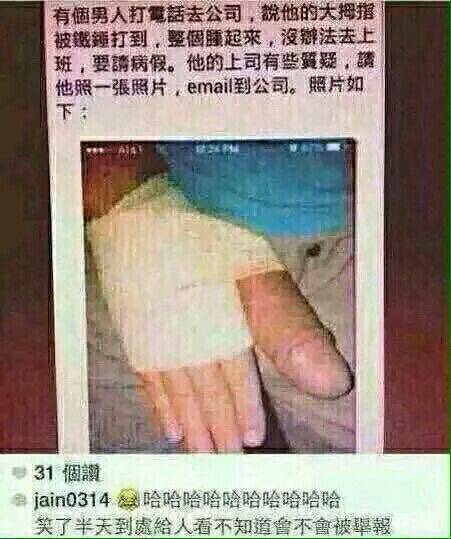 有個男人打電話去公司，說他的大拇指
被鐵錘打到，整個腫起來，沒辦法去上
班，要請病假。他的上司有些質疑，請
他照一張照片，email到公司。照片如
下：
31 個讚
jain0314 😂哈哈哈哈哈哈哈哈哈哈
笑了半天到處給人看不知道會不會被舉報